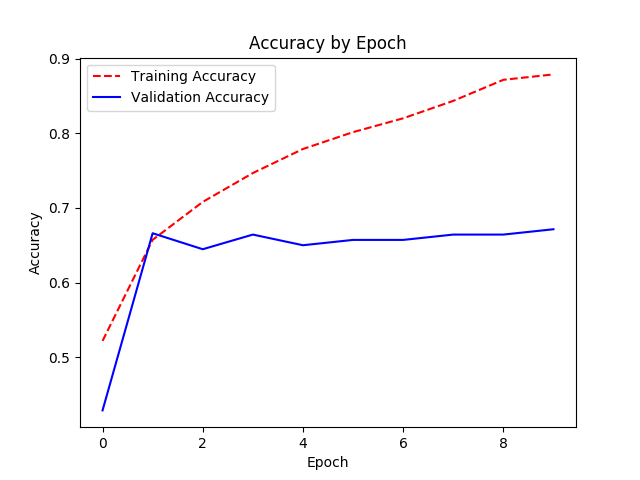 Accuracy by Epoch
0.9
Training Accuracy
Validation Accuracy
0.8
0.7
Accuracy
0.6
0.5
0 2 4 6 8
Epoch